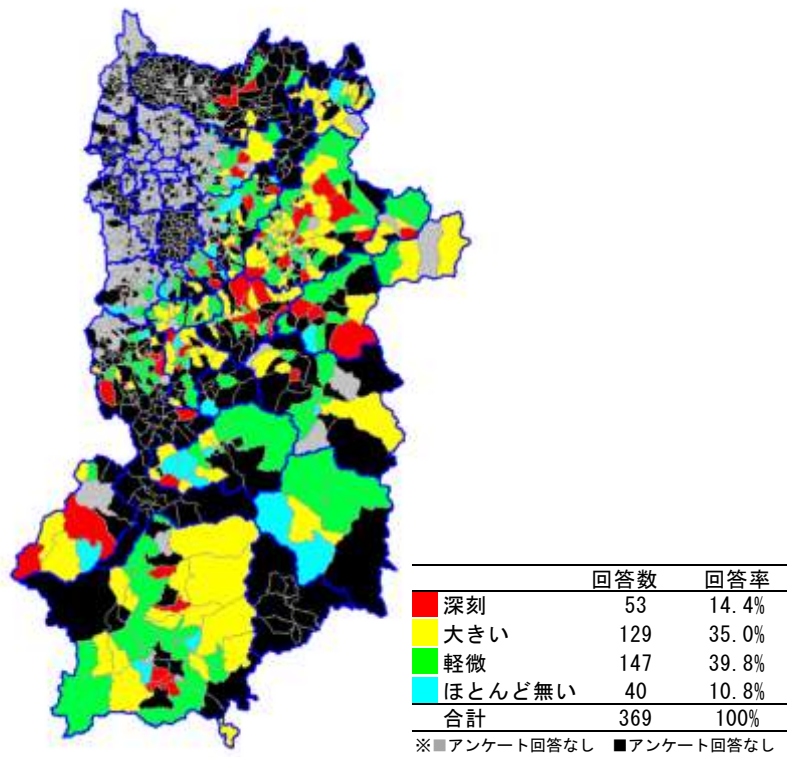 回答数 回答率
深刻 53 14.4%
大きい 129 35.0%
軽微 147 39.8%
ほとんど無い 40 10.8%
合計 369 100%
※■アンケート回答なし ■アンケート回答なし